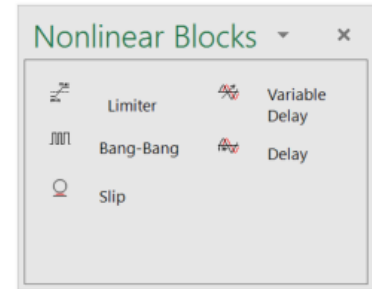 Nonlinear Blocks
Limiter
Bang-Bang
Slip
Variable
Delay
Delay